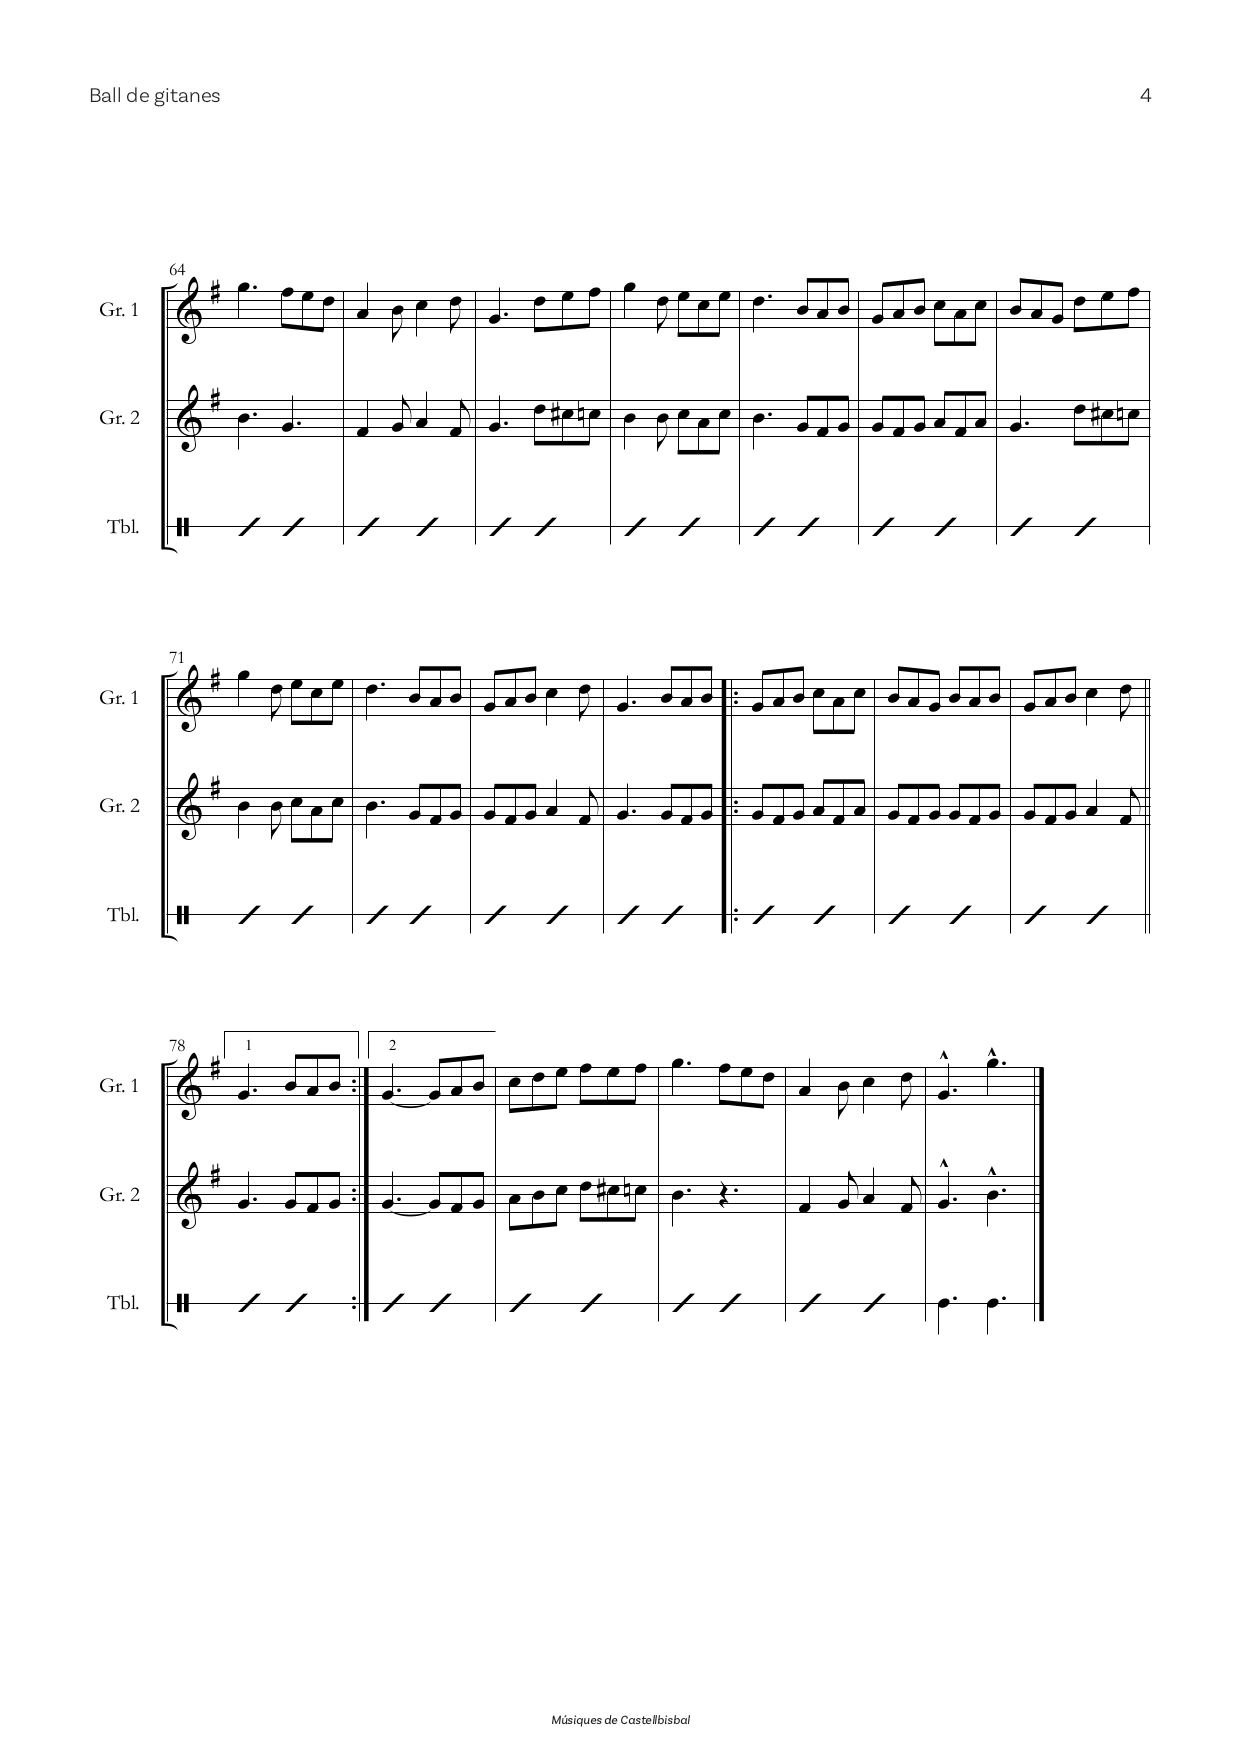 Ball de gitanes 4
64
Gr. 1
Gr. 2
Tbl.
71
Gr. 1
Gr. 2
Tbl.
78 1 2
Gr. 1
Gr. 2
Tbl.
Músiques de Castellbisbal